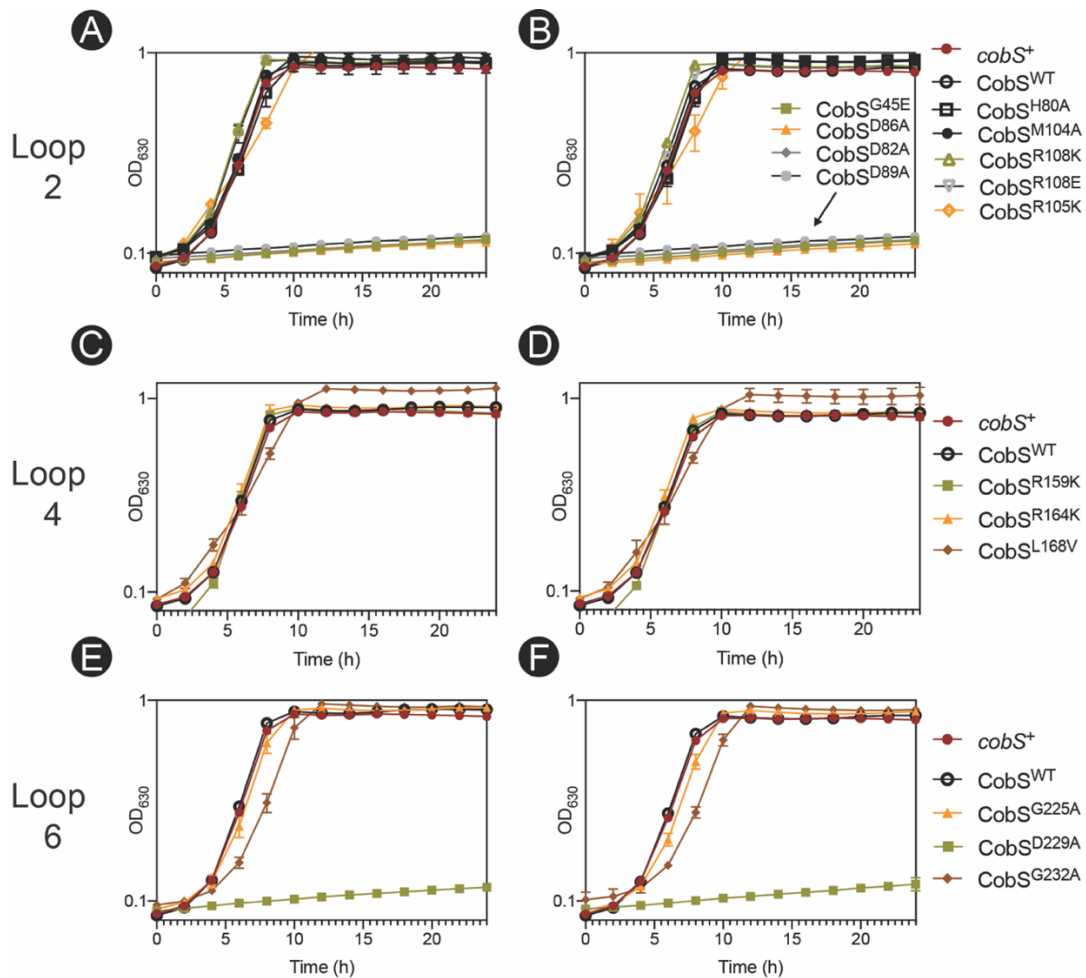 A
B
1
OD630
0.1
0 5 10 15 20
Time (h)
1
OD630
0.1
0 5 10 15 20
Time (h)
Loop
2
CobSG45E
CobSD86A
CobSD82A
CobSD89A
cobS+
CobSWT
CobSH80A
CobSM104A
CobSR108K
CobSR108E
CobSR105K
C
D
1
OD630
0.1
0 5 10 15 20
Time (h)
1
OD630
0.1
0 5 10 15 20
Time (h)
Loop
4
cobS+
CobSWT
CobSR159K
CobSR164K
CobSL168V
E
F
1
OD630
0.1
0 5 10 15 20
Time (h)
1
OD630
0.1
0 5 10 15 20
Time (h)
Loop
6
cobS+
CobSWT
CobSG225A
CobSD229A
CobSG232A